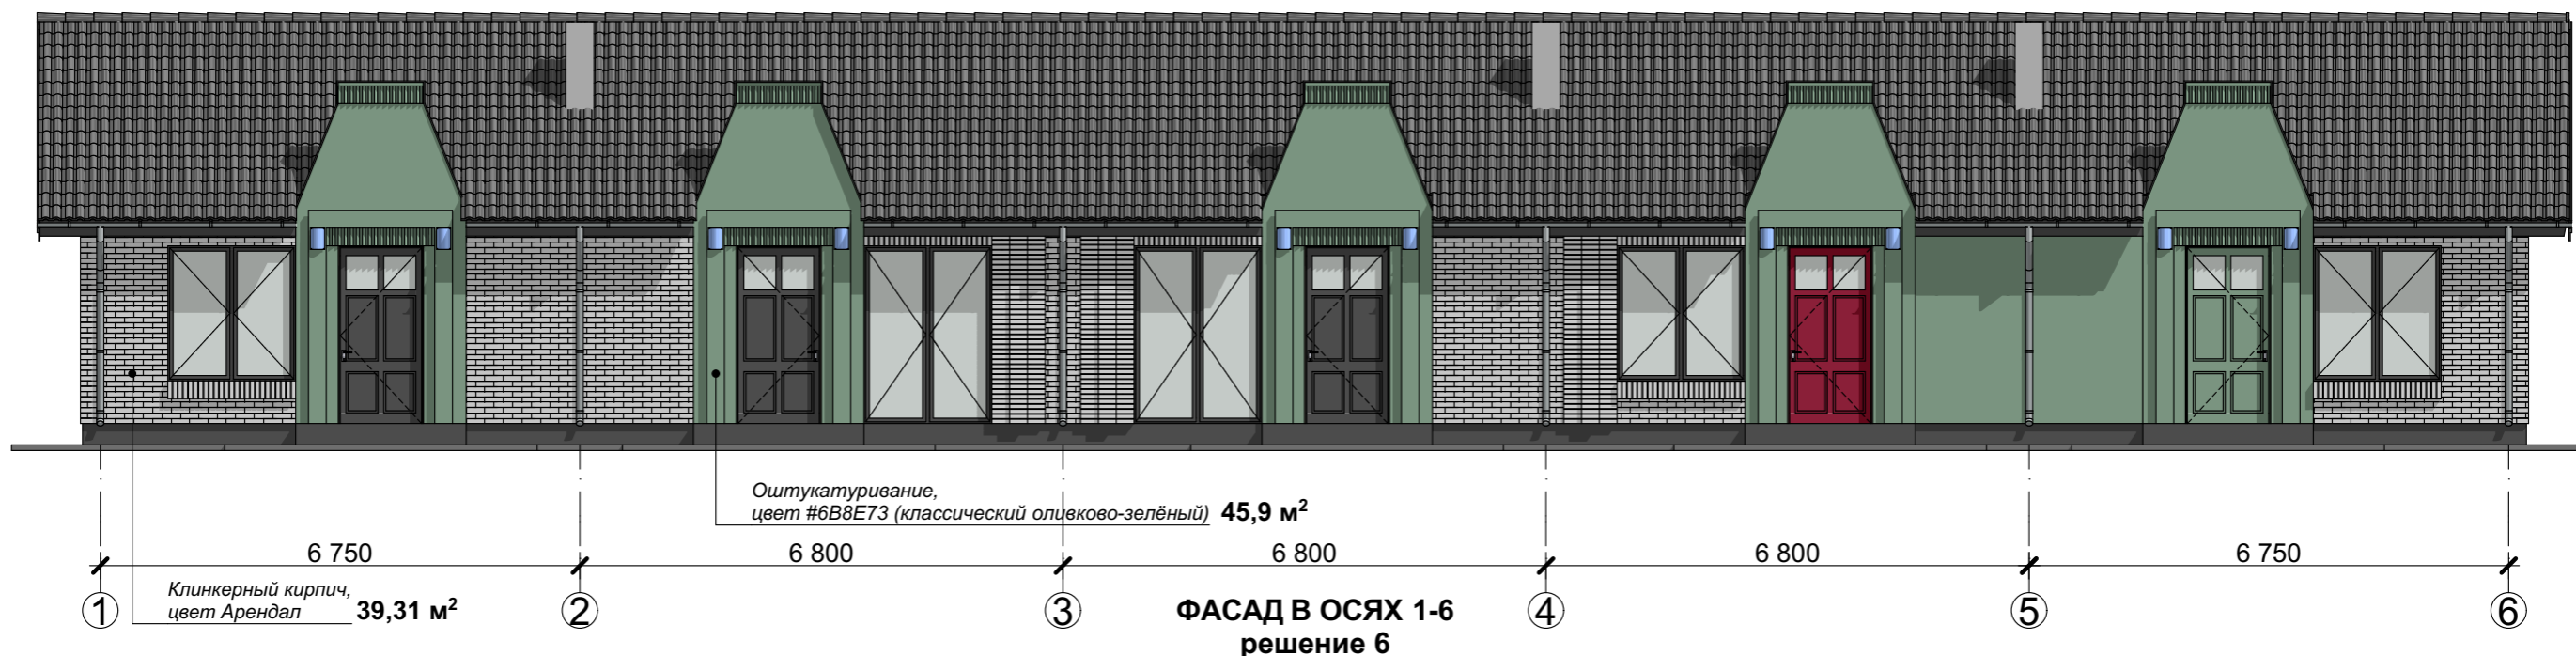 Оштукатуривание,
цвет #6B8E73 (классический оливково-зелёный) 45,9 м²
6 750 6 800 6 800 6 800 6 750
Клинкерный кирпич,
цвет Арендал 39,31 м²
1 2 3 4 5 6
ФАСАД В ОСЯХ 1-6
решение 6